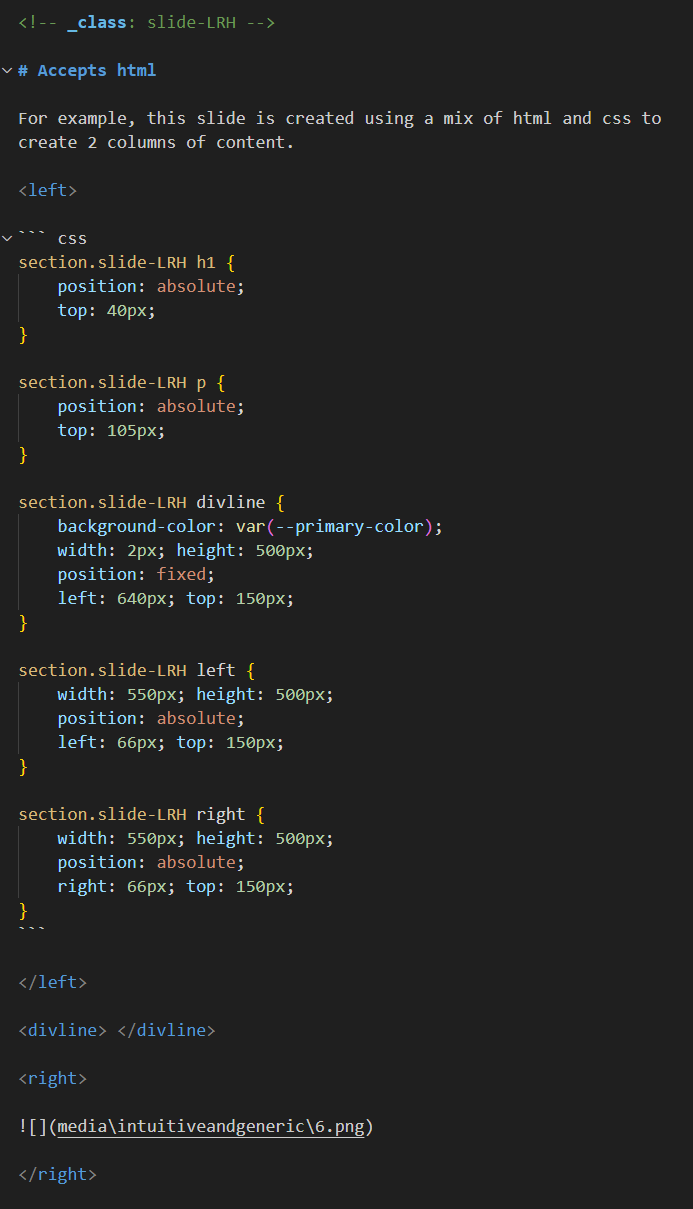 <!-- _class: slide-LRH -->
# Accepts html
For example, this slide is created using a mix of html and css to
create 2 columns of content.
<left>
``` css
section.slide-LRH h1 {
    position: absolute;
    top: 40px;
}
section.slide-LRH p {
    position: absolute;
    top: 105px;
}
section.slide-LRH divline {
    background-color: var(--primary-color);
    width: 2px; height: 500px;
    position: fixed;
    left: 640px; top: 150px;
}
section.slide-LRH left {
    width: 550px; height: 500px;
    position: absolute;
    left: 66px; top: 150px;
}
section.slide-LRH right {
    width: 550px; height: 500px;
    position: absolute;
    right: 66px; top: 150px;
}
```
</left>
<divline> </divline>
<right>
![](media\intuitiveandgeneric\6.png)
</right>